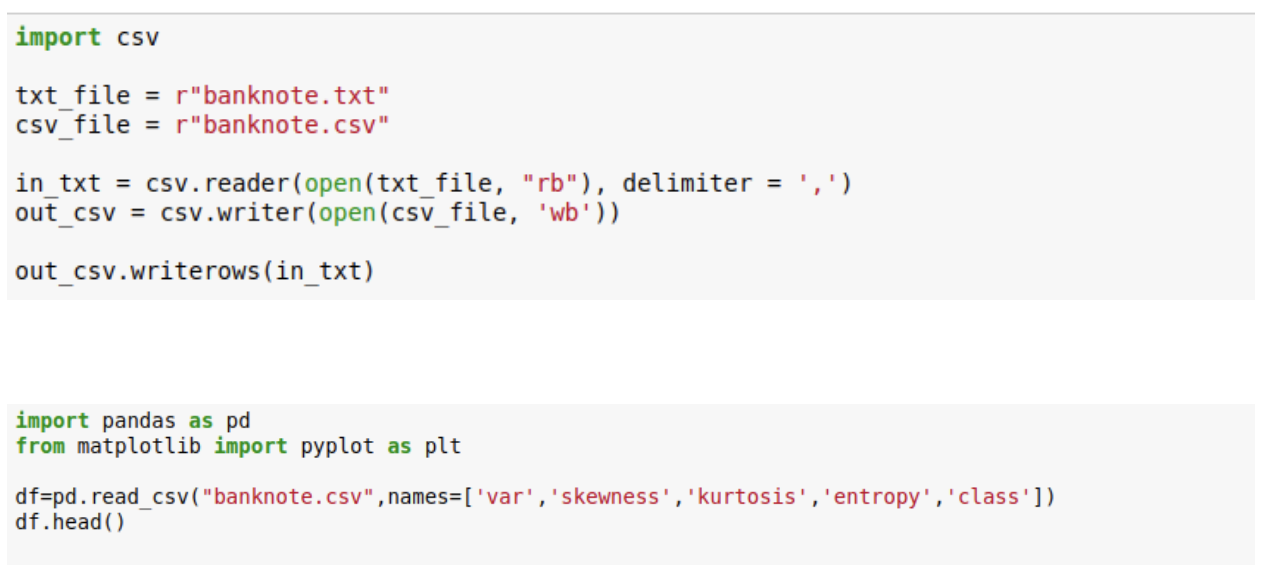 import csv
txt_file = r"banknote.txt"
csv_file = r"banknote.csv"
in_txt = csv.reader(open(txt_file, "rb"), delimiter = ',')
out_csv = csv.writer(open(csv_file, 'wb'))
out_csv.writerows(in_txt)
import pandas as pd
from matplotlib import pyplot as plt
df=pd.read_csv("banknote.csv",names=['var','skewness','kurtosis','entropy','class'])
df.head()